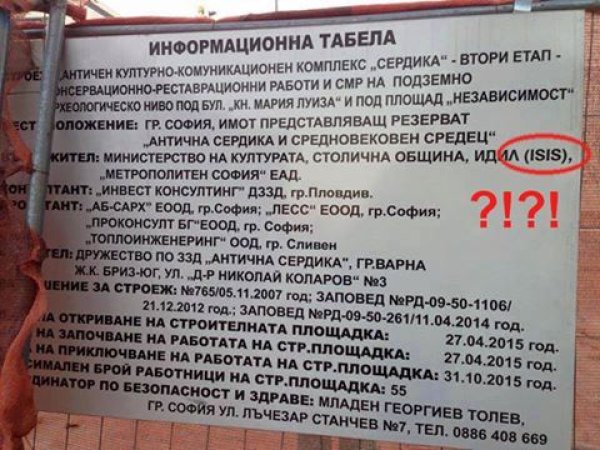 ИНФОРМАЦИОННА ТАБЕЛА
СТРОЕЖ: „АНТИЧЕН КУЛТУРНО-КОМУНИКАЦИОНЕН КОМПЛЕКС „СЕРДИКА" - ВТОРИ ЕТАП -
КОНСЕРВАЦИОННО-РЕСТАВРАЦИОННИ РАБОТИ И СМР НА ПОДЗЕМНО
АРХЕОЛОГИЧЕСКО НИВО ПОД БУЛ. „КН. МАРИЯ ЛУИЗА" И ПОД ПЛОЩАД „НЕЗАВИСИМОСТ"
МЕСТОПОЛОЖЕНИЕ: ГР. СОФИЯ, ИМОТ ПРЕДСТАВЛЯВАЩ РЕЗЕРВАТ
„АНТИЧНА СЕРДИКА И СРЕДНОВЕКОВЕН СРЕДЕЦ"
ЖИТЕЛ: МИНИСТЕРСТВО НА КУЛТУРАТА, СТОЛИЧНА ОБЩИНА, ИДИЛ (ISIS),
„МЕТРОПОЛИТЕН СОФИЯ" ЕАД.
?!?!
КОНСУЛТАНТ: „ИНВЕСТ КОНСУЛТИНГ" ДЗЗД, гр.Пловдив.
ПРОЕКТАНТ: „АБ-САРХ" ЕООД, гр.София; „ЛЕСС" ЕООД, гр.София;
„ПРОКОНСУЛТ БГ"ЕООД, гр. София;
„ТОПЛОИНЖЕНЕРИНГ" ООД, гр. Сливен
СТРОИТЕЛ: ДРУЖЕСТВО ПО ЗЗД „АНТИЧНА СЕРДИКА", ГР.ВАРНА
Ж.К. БРИЗ-ЮГ, УЛ. „Д-Р НИКОЛАЙ КОЛАРОВ" №3
РАЗРЕШЕНИЕ ЗА СТРОЕЖ: №765/05.11.2007 год; ЗАПОВЕД №РД-09-50-1106/
21.12.2012 год.; ЗАПОВЕД №РД-09-50-261/11.04.2014 год.
НА ОТКРИВАНЕ НА СТРОИТЕЛНАТА ПЛОЩАДКА: 27.04.2015 год.
НА ЗАПОЧВАНЕ НА РАБОТАТА НА СТР.ПЛОЩАДКА: 27.04.2015 год.
НА ПРИКЛЮЧВАНЕ НА РАБОТАТА НА СТР.ПЛОЩАДКА: 31.10.2015 год.
МАКСИМАЛЕН БРОЙ РАБОТНИЦИ НА СТР.ПЛОЩАДКА: 55
КООРДИНАТОР ПО БЕЗОПАСНОСТ И ЗДРАВЕ: МЛАДЕН ГЕОРГИЕВ ТОЛЕВ,
ГР. СОФИЯ УЛ. ЛЪЧЕЗАР СТАНЧЕВ №7, ТЕЛ. 0886 408 669